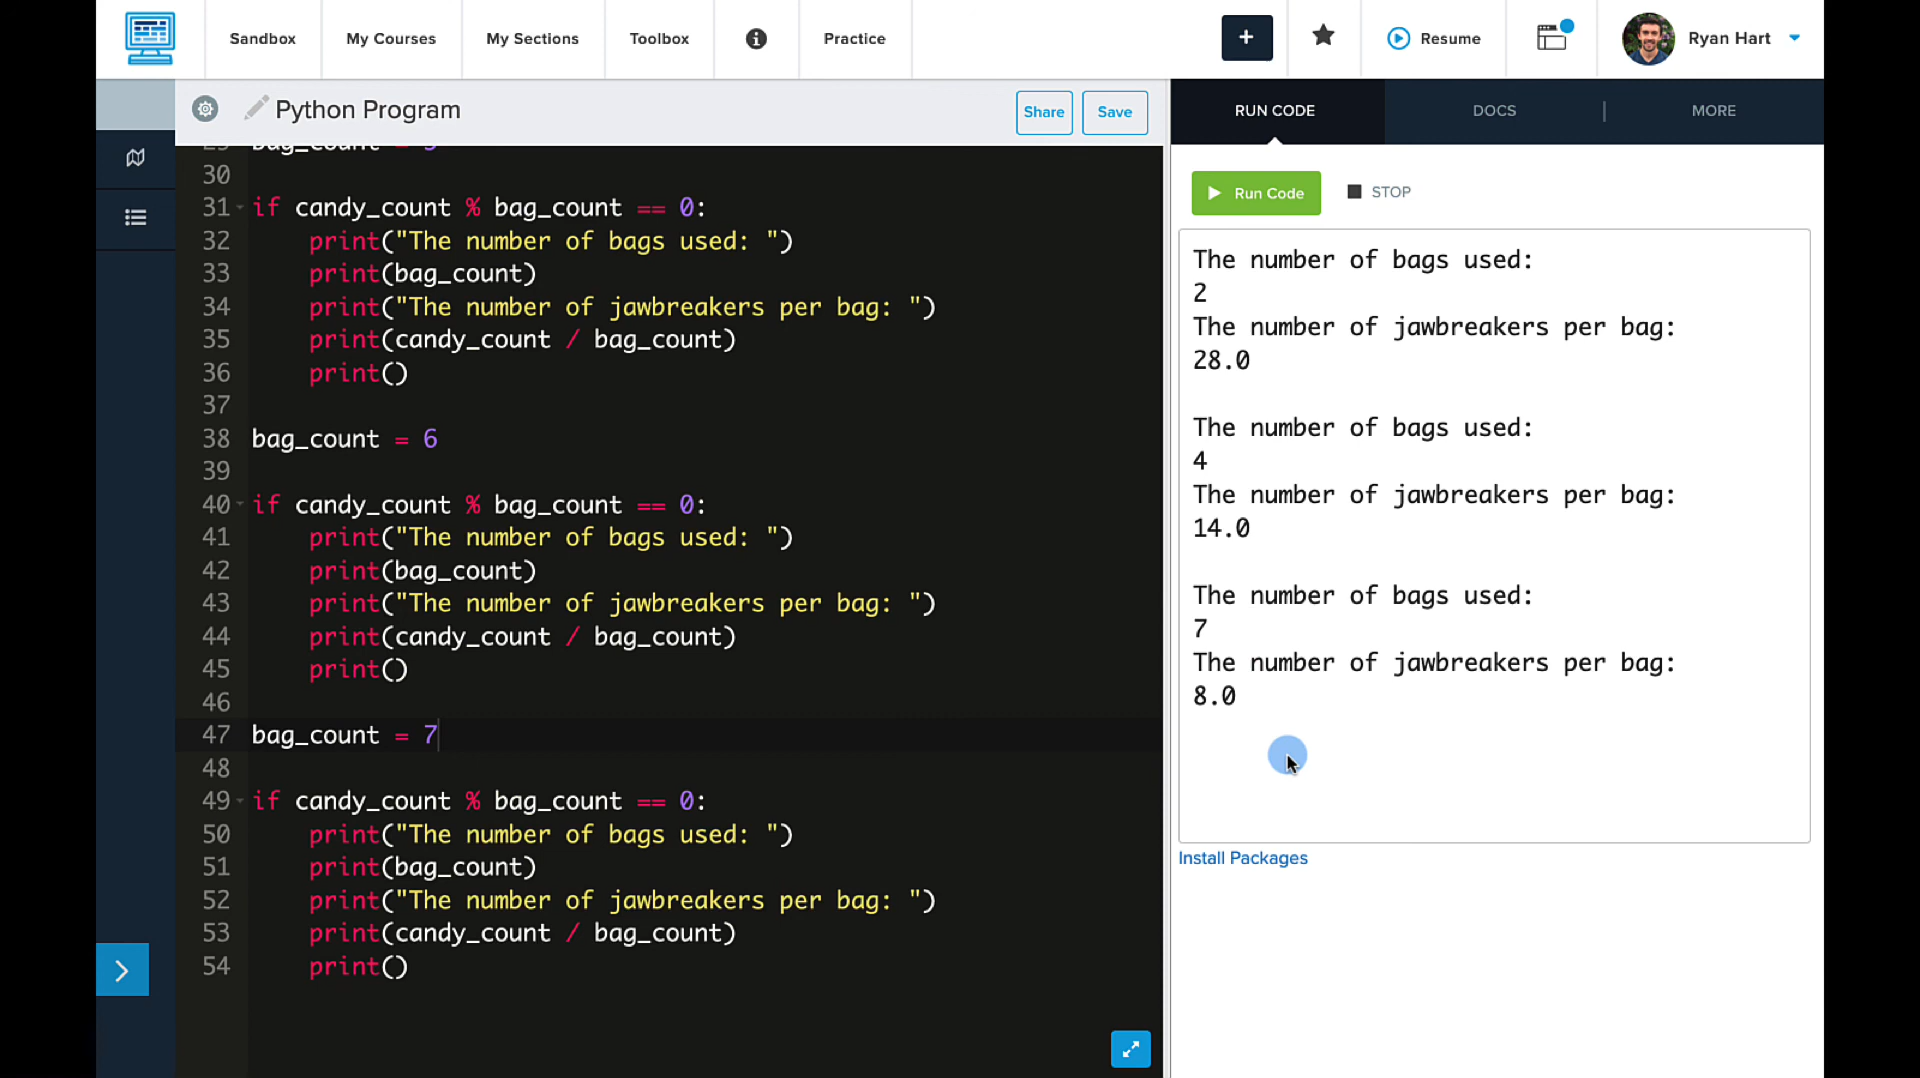 Sandbox
My Courses
My Sections
Toolbox
Practice
+
Resume
Ryan Hart
Python Program
Share
Save
RUN CODE
DOCS
|
MORE
30
31 if candy_count % bag_count == 0:
32     print("The number of bags used: ")
33     print(bag_count)
34     print("The number of jawbreakers per bag: ")
35     print(candy_count / bag_count)
36     print()
37
38 bag_count = 6
39
40 if candy_count % bag_count == 0:
41     print("The number of bags used: ")
42     print(bag_count)
43     print("The number of jawbreakers per bag: ")
44     print(candy_count / bag_count)
45     print()
46
47 bag_count = 7
48
49 if candy_count % bag_count == 0:
50     print("The number of bags used: ")
51     print(bag_count)
52     print("The number of jawbreakers per bag: ")
53     print(candy_count / bag_count)
54     print()
Run Code
STOP
The number of bags used:
2
The number of jawbreakers per bag:
28.0
The number of bags used:
4
The number of jawbreakers per bag:
14.0
The number of bags used:
7
The number of jawbreakers per bag:
8.0
Install Packages